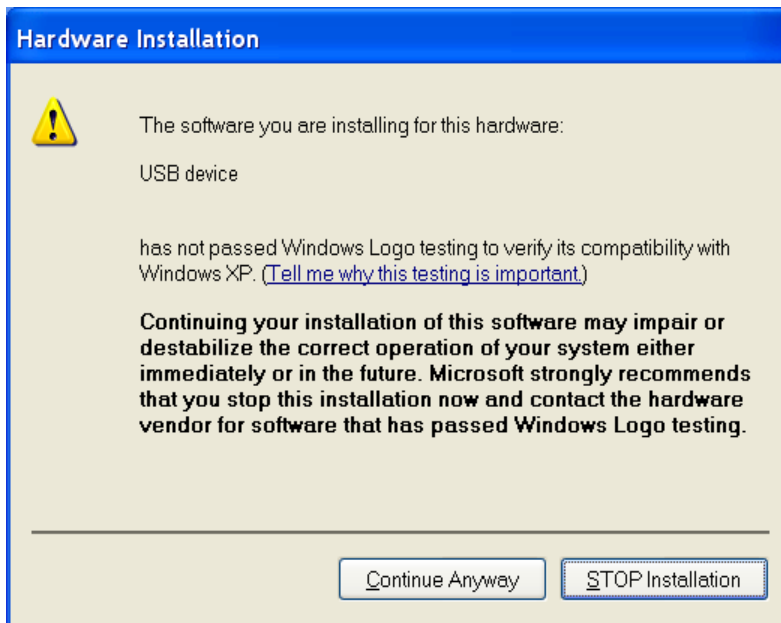 Hardware Installation
The software you are installing for this hardware:
USB device
has not passed Windows Logo testing to verify its compatibility with
Windows XP. (Tell me why this testing is important.)
Continuing your installation of this software may impair or
destabilize the correct operation of your system either
immediately or in the future. Microsoft strongly recommends
that you stop this installation now and contact the hardware
vendor for software that has passed Windows Logo testing.
Continue Anyway
STOP Installation